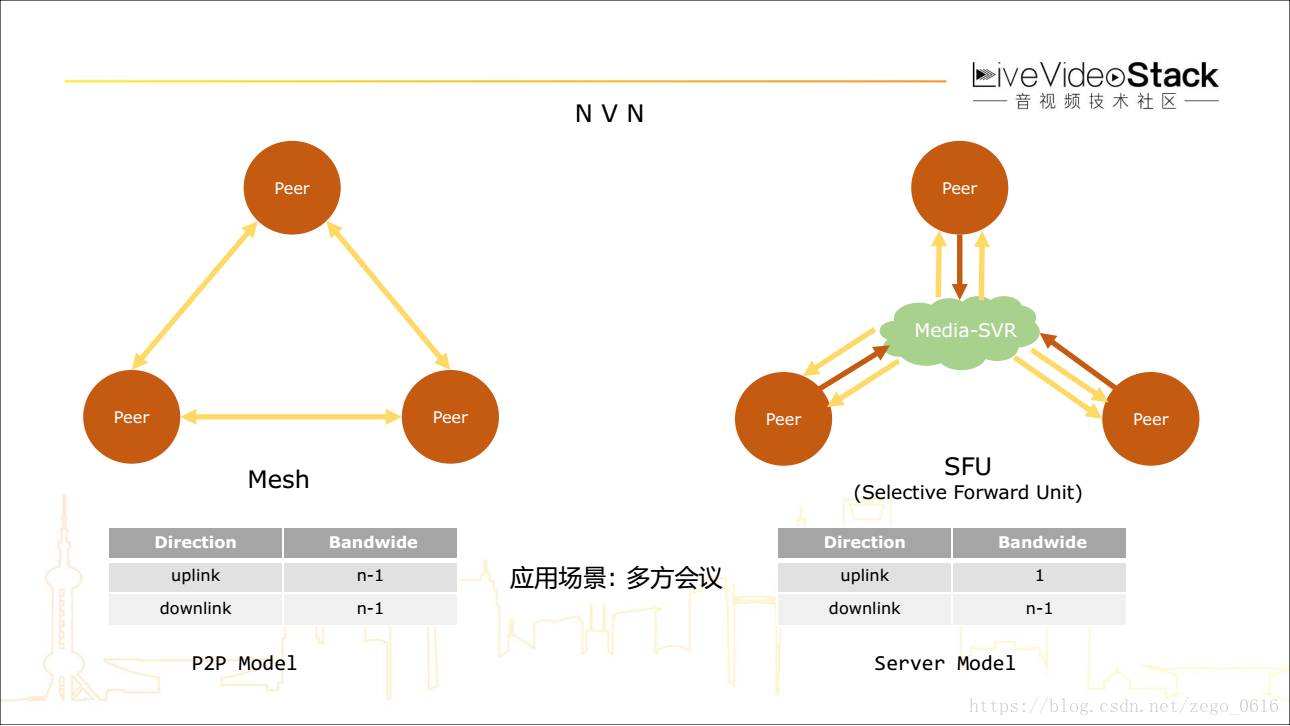 LiveVideoStack
音视频技术社区
N V N
Peer
Peer
Peer
Mesh
Peer
Media-SVR
Peer
Peer
SFU
(Selective Forward Unit)
Direction Bandwide
uplink n-1
downlink n-1
P2P Model
应用场景: 多方会议
Direction Bandwide
uplink 1
downlink n-1
Server Model
https://blog.csdn.net/zego_0616